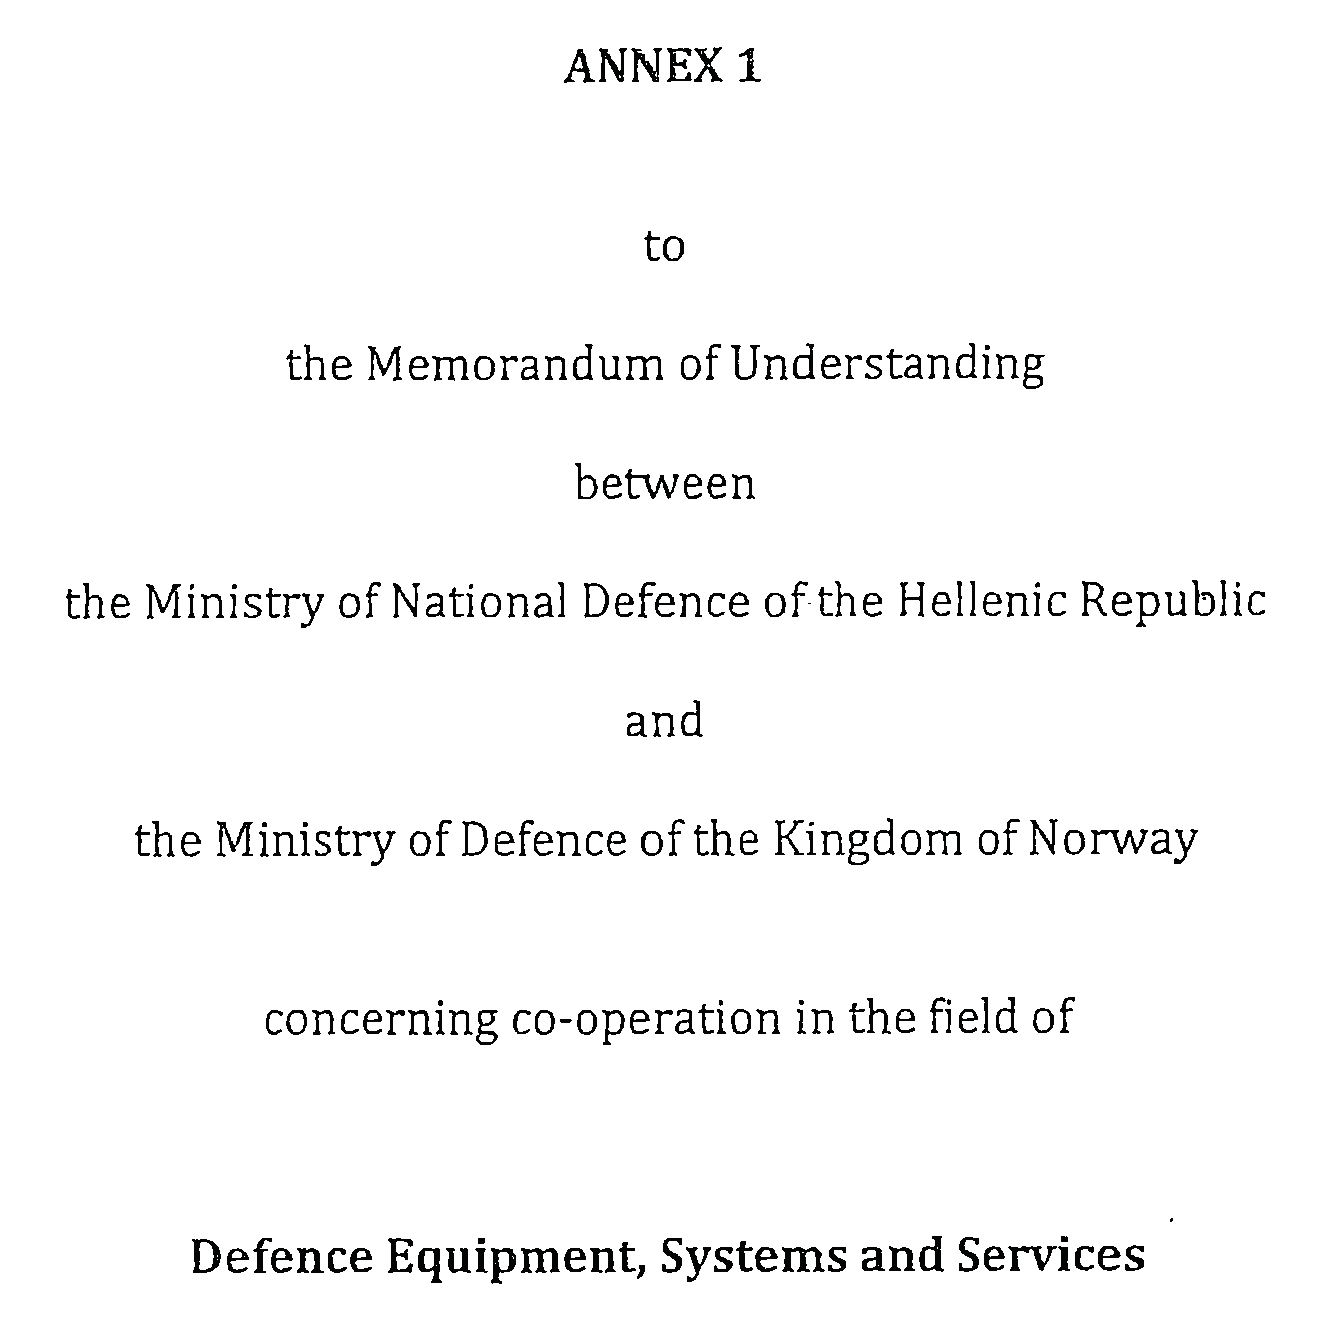 ANNEX 1
to
the Memorandum of Understanding
between
the Ministry of National Defence of the Hellenic Republic
and
the Ministry of Defence of the Kingdom of Norway
concerning co-operation in the field of
Defence Equipment, Systems and Services